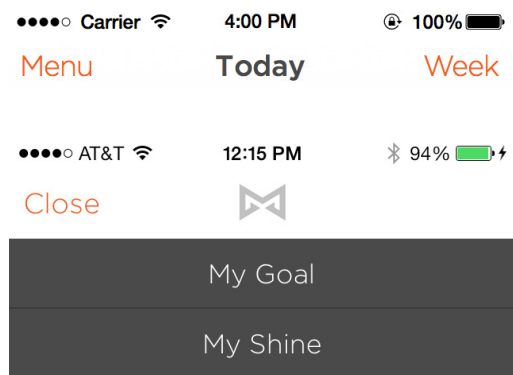 Carrier 4:00 PM 100%
Menu Today Week
AT&T 12:15 PM 94%
Close
My Goal
My Shine